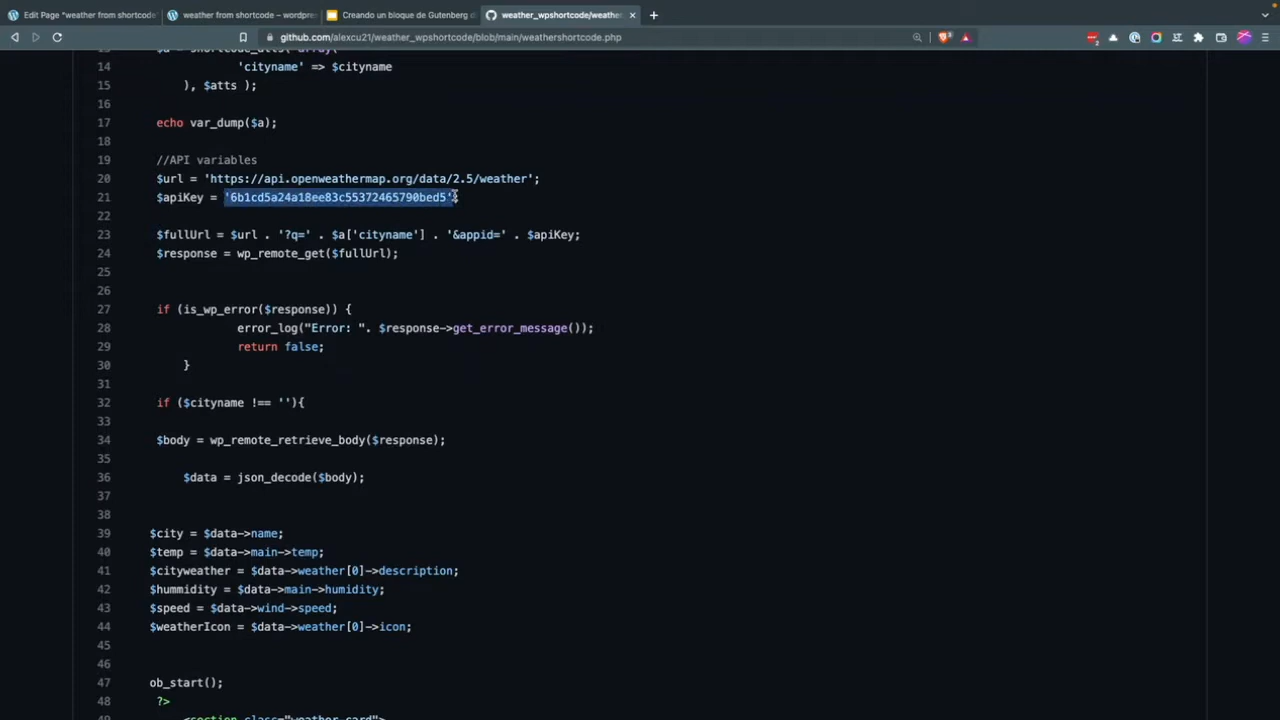 Edit Page "weather from shortcode"
weather from shortcode – wordpre
Creando un bloque de Gutenberg d
weather_wpshortcode/weather
github.com/alexcu21/weather_wpshortcode/blob/main/weathershortcode.php
14 'cityname' => $cityname
15 ), $atts );
16
17 echo var_dump($a);
18
19 //API variables
20 $url = 'https://api.openweathermap.org/data/2.5/weather';
21 $apiKey = '6b1cd5a24a18ee83c55372465790bed5';
22
23 $fullUrl = $url . '?q=' . $a['cityname'] . '&appid=' . $apiKey;
24 $response = wp_remote_get($fullUrl);
25
26
27 if (is_wp_error($response)) {
28 error_log("Error: ". $response->get_error_message());
29 return false;
30 }
31
32 if ($cityname !== ''){
33
34 $body = wp_remote_retrieve_body($response);
35
36 $data = json_decode($body);
37
38
39 $city = $data->name;
40 $temp = $data->main->temp;
41 $cityweather = $data->weather[0]->description;
42 $hummidity = $data->main->humidity;
43 $speed = $data->wind->speed;
44 $weatherIcon = $data->weather[0]->icon;
45
46
47 ob_start();
48 ?>
<section class="weather-card">